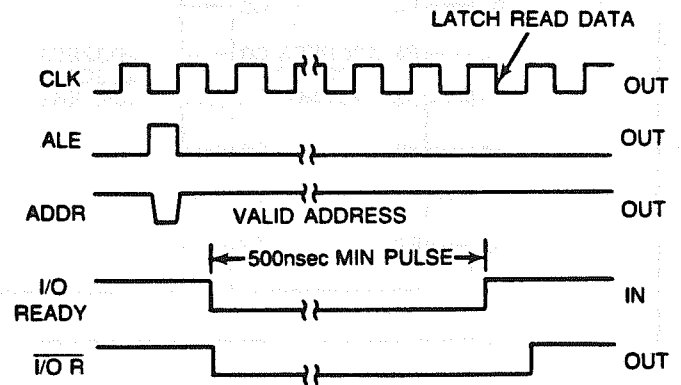 LATCH READ DATA
CLK OUT
ALE OUT
ADDR VALID ADDRESS OUT
500nsec MIN PULSE
I/O READY IN
I/O R OUT